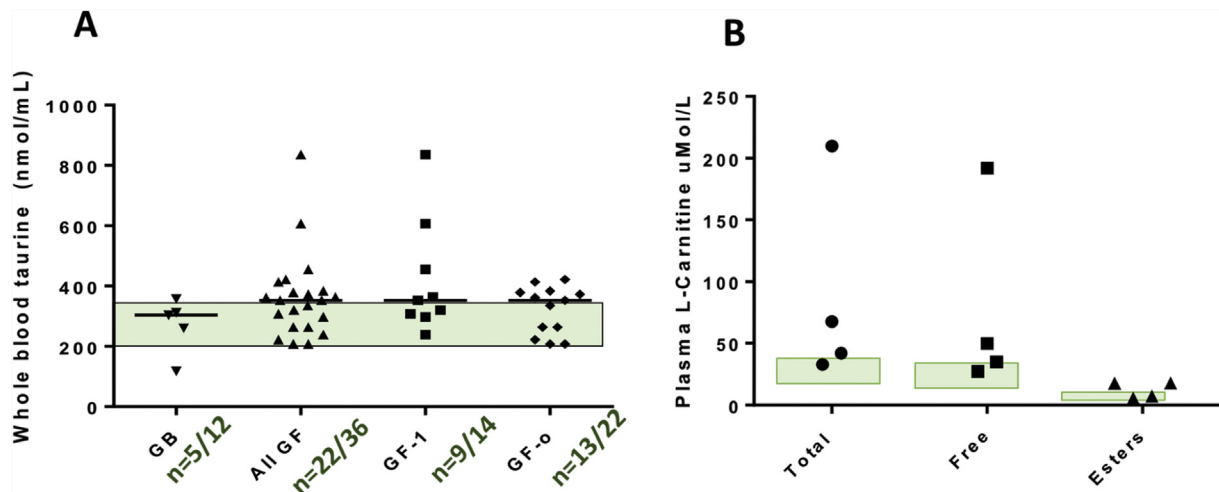 A
Whole blood taurine (nmol/mL)
1000
800
600
400
200
0
GB
n=5/12
All GF
n=22/36
GF-1
n=9/14
GF-o
n=13/22
B
Plasma L-Carnitine uMol/L
250
200
150
100
50
0
Total
Free
Esters